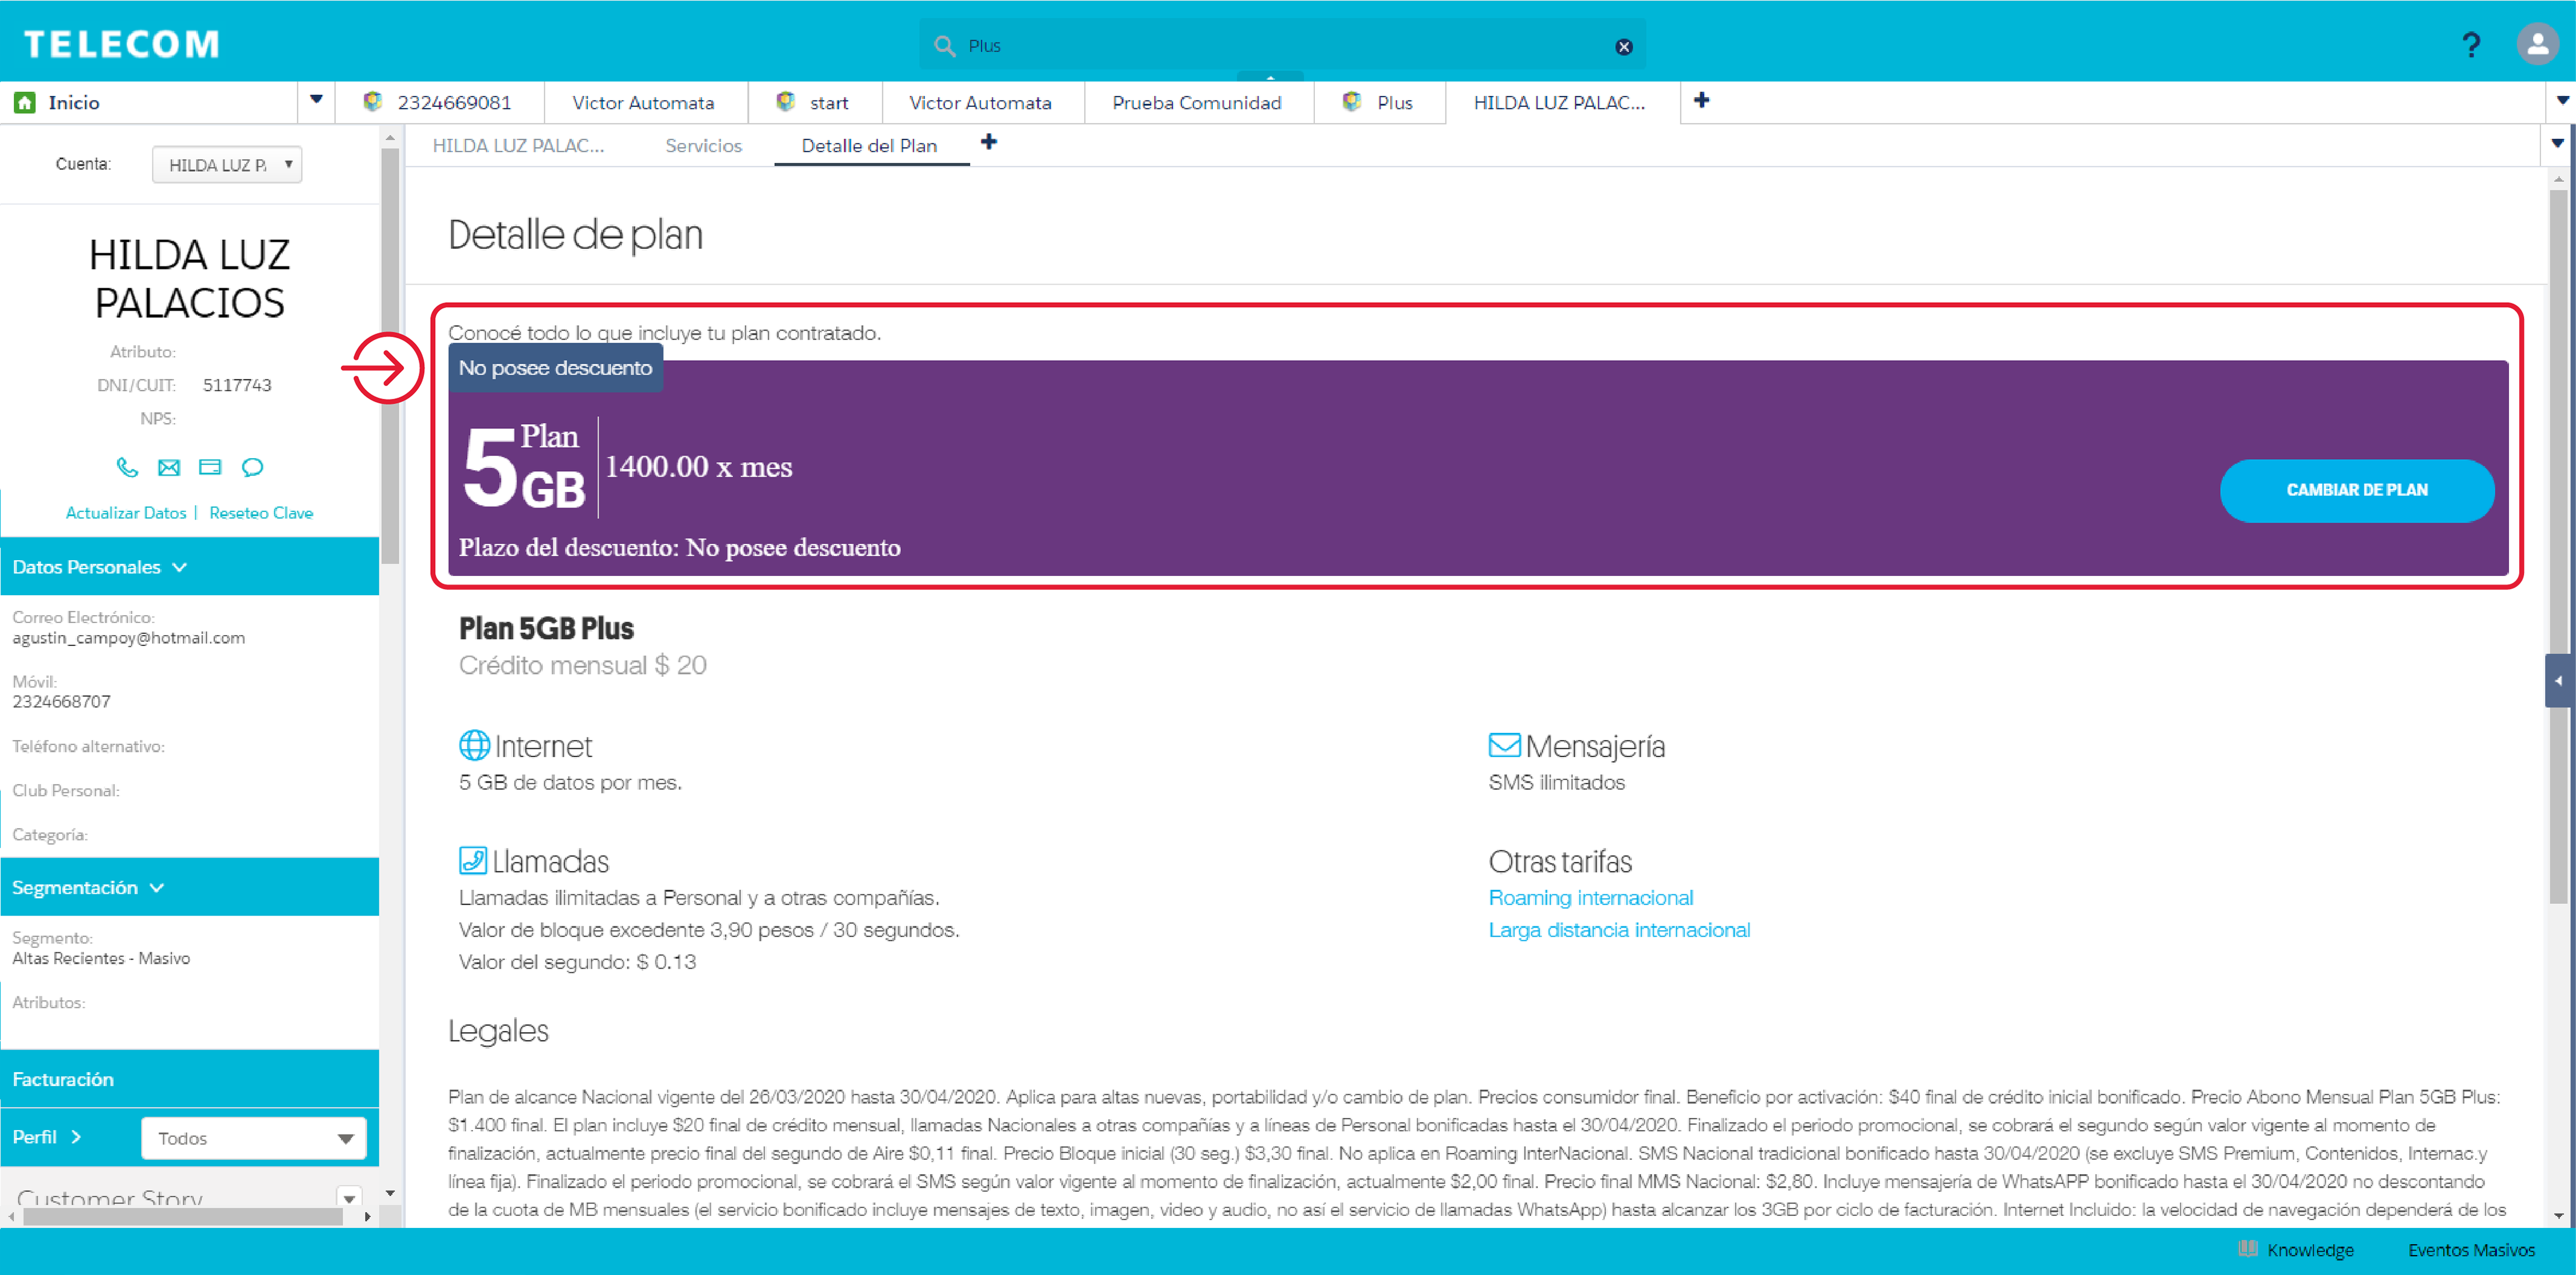 TELECOM
Plus
?
Inicio
2324669081
Victor Automata
start
Victor Automata
Prueba Comunidad
Plus
HILDA LUZ PALAC...
Cuenta:
HILDA LUZ P
HILDA LUZ PALACIOS
Atributo:
DNI/CUIT: 5117743
NPS:
Actualizar Datos | Reseteo Clave
Datos Personales
Correo Electrónico:
agustin_campoy@hotmail.com
Móvil:
2324668707
Teléfono alternativo:
Club Personal:
Categoría:
Segmentación
Segmento:
Altas Recientes - Masivo
Atributos:
Facturación
Perfil
Todos
Customer Story
HILDA LUZ PALAC...
Servicios
Detalle del Plan
Detalle de plan
Conocé todo lo que incluye tu plan contratado.
No posee descuento
5 Plan GB
1400.00 x mes
CAMBIAR DE PLAN
Plazo del descuento: No posee descuento
Plan 5GB Plus
Crédito mensual $ 20
Internet
5 GB de datos por mes.
Mensajería
SMS ilimitados
Llamadas
Llamadas ilimitadas a Personal y a otras compañías.
Valor de bloque excedente 3,90 pesos / 30 segundos.
Valor del segundo: $ 0.13
Otras tarifas
Roaming internacional
Larga distancia internacional
Legales
Plan de alcance Nacional vigente del 26/03/2020 hasta 30/04/2020. Aplica para altas nuevas, portabilidad y/o cambio de plan. Precios consumidor final. Beneficio por activación: $40 final de crédito inicial bonificado. Precio Abono Mensual Plan 5GB Plus:
$1.400 final. El plan incluye $20 final de crédito mensual, llamadas Nacionales a otras compañías y a líneas de Personal bonificadas hasta el 30/04/2020. Finalizado el periodo promocional, se cobrará el segundo según valor vigente al momento de
finalización, actualmente precio final del segundo de Aire $0,11 final. Precio Bloque inicial (30 seg.) $3,30 final. No aplica en Roaming InterNacional. SMS Nacional tradicional bonificado hasta 30/04/2020 (se excluye SMS Premium, Contenidos, Internac.y
línea fija). Finalizado el periodo promocional, se cobrará el SMS según valor vigente al momento de finalización, actualmente $2,00 final. Precio final MMS Nacional: $2,80. Incluye mensajería de WhatsAPP bonificado hasta el 30/04/2020 no descontando
de la cuota de MB mensuales (el servicio bonificado incluye mensajes de texto, imagen, video y audio, no así el servicio de llamadas WhatsApp) hasta alcanzar los 3GB por ciclo de facturación. Internet Incluido: la velocidad de navegación dependerá de los
Knowledge
Eventos Masivos